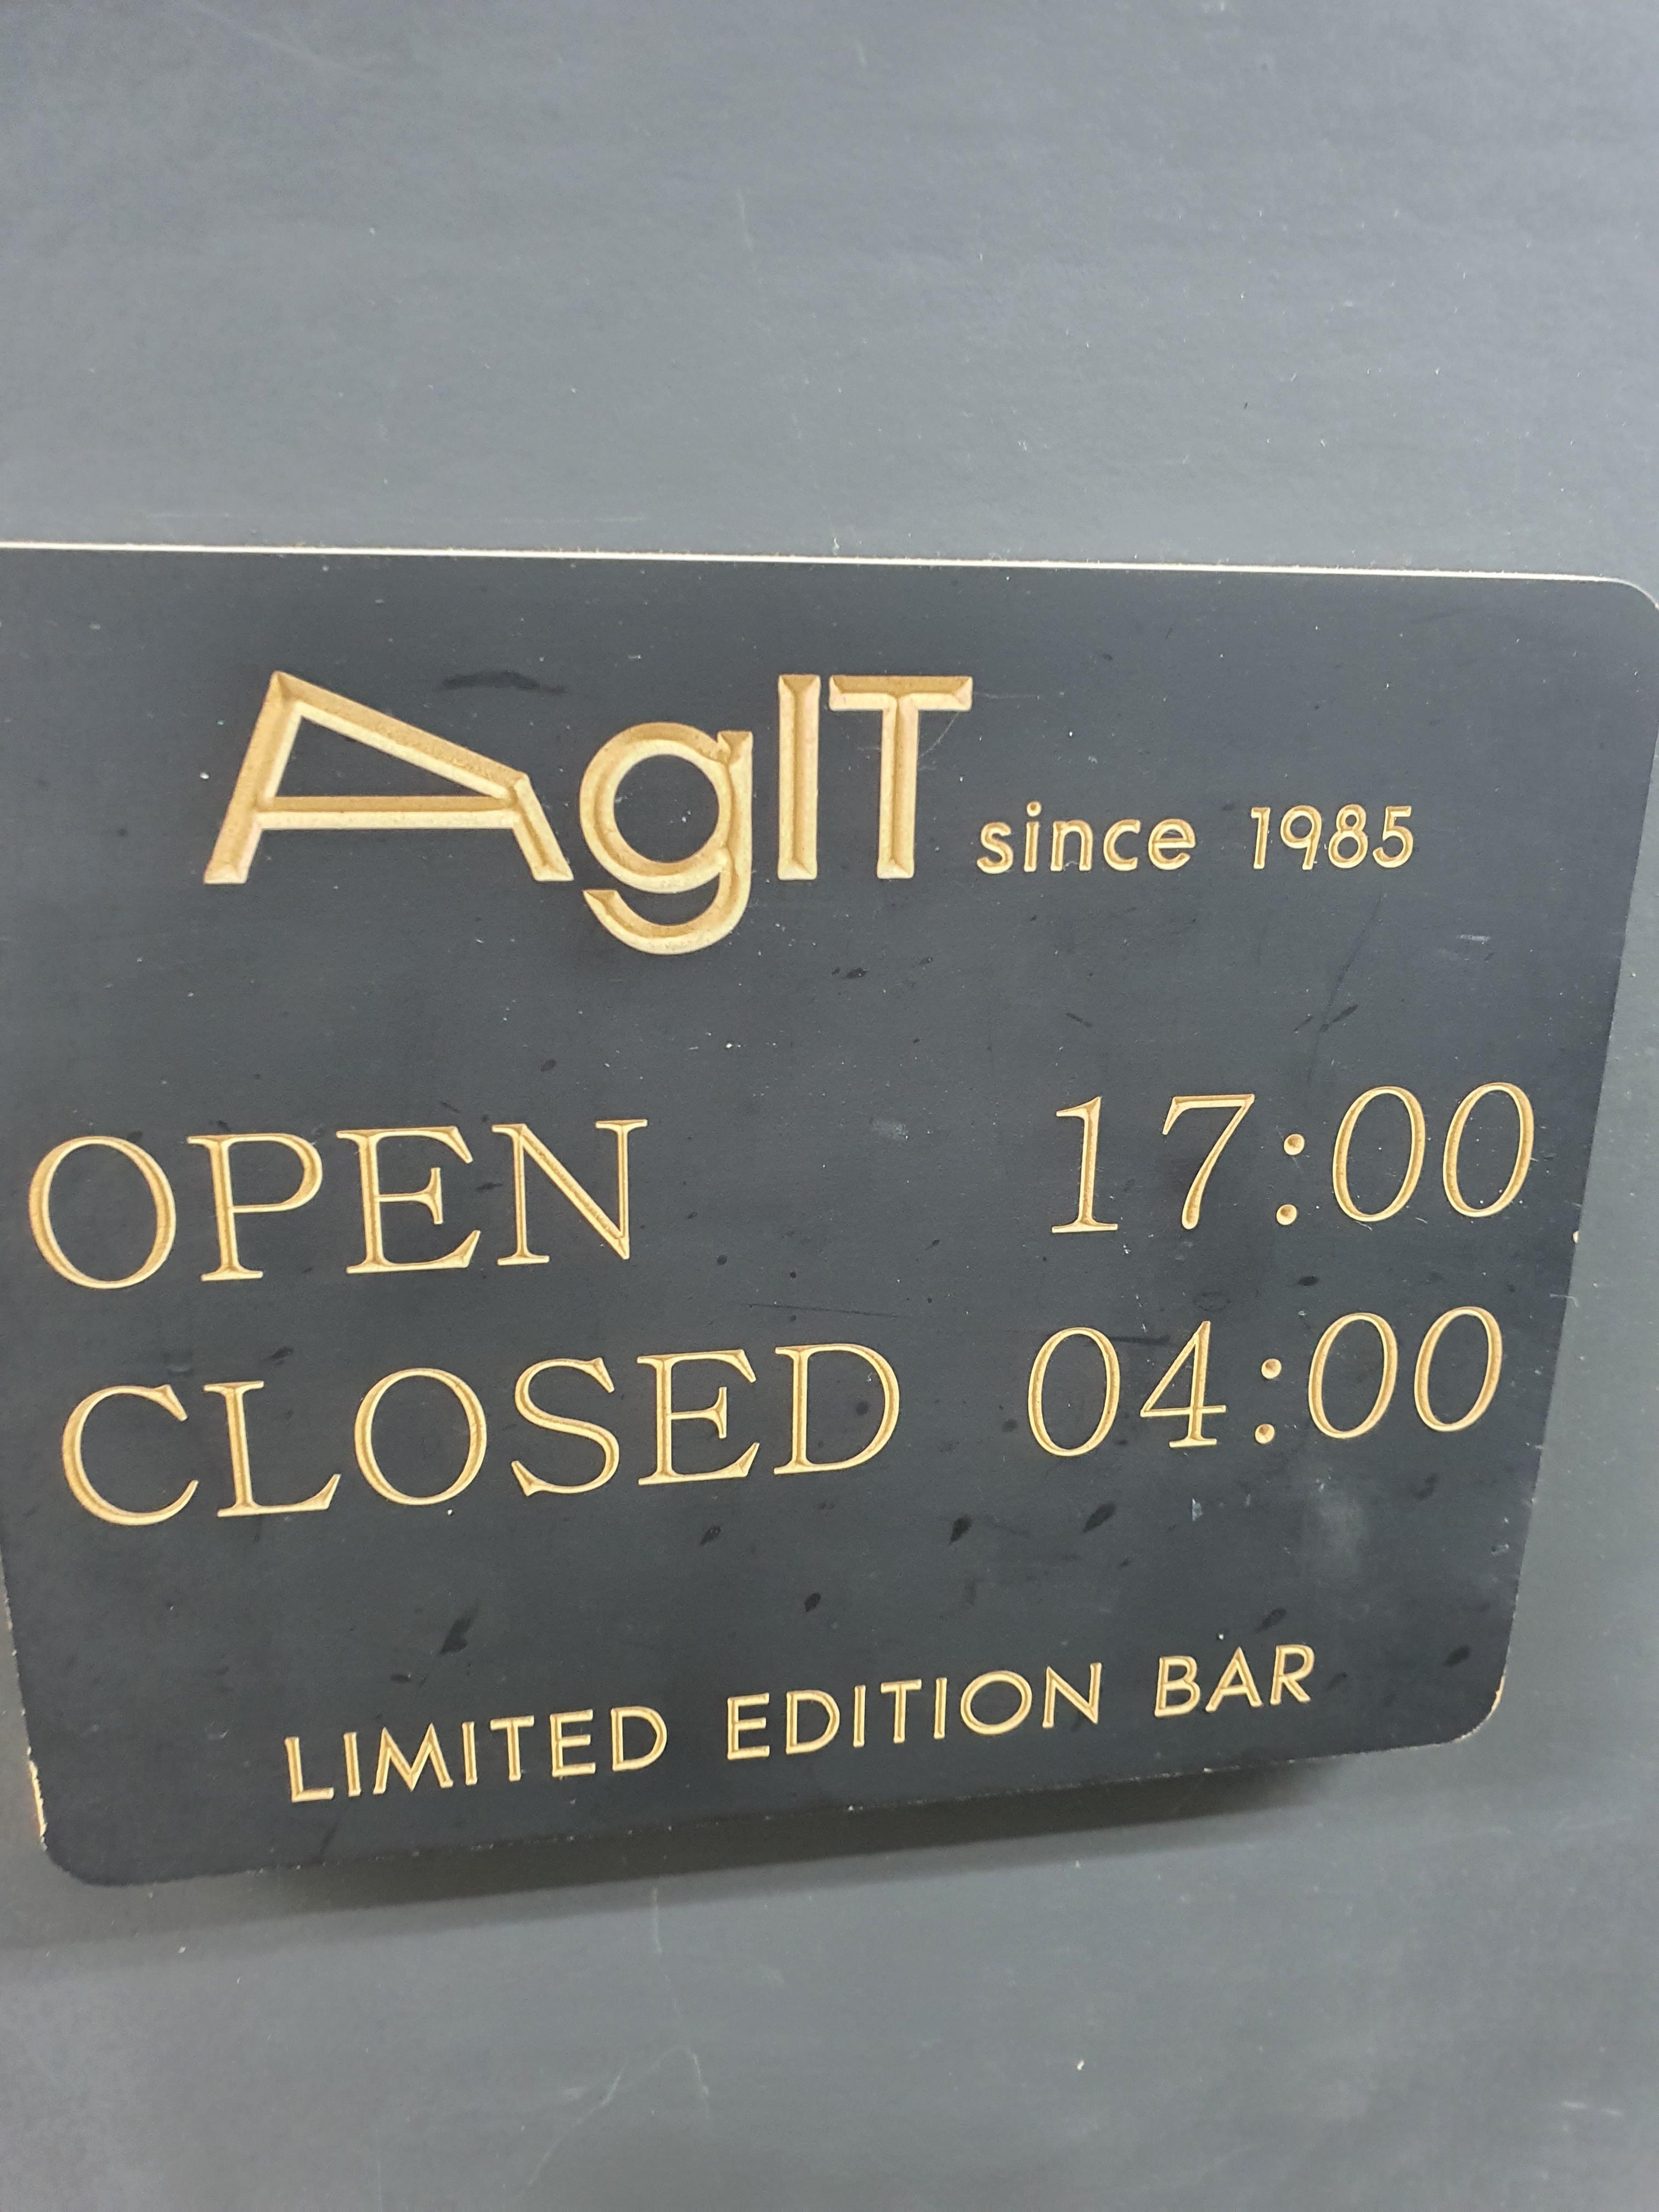 AgIT since 1985
OPEN 17:00
CLOSED 04:00
LIMITED EDITION BAR